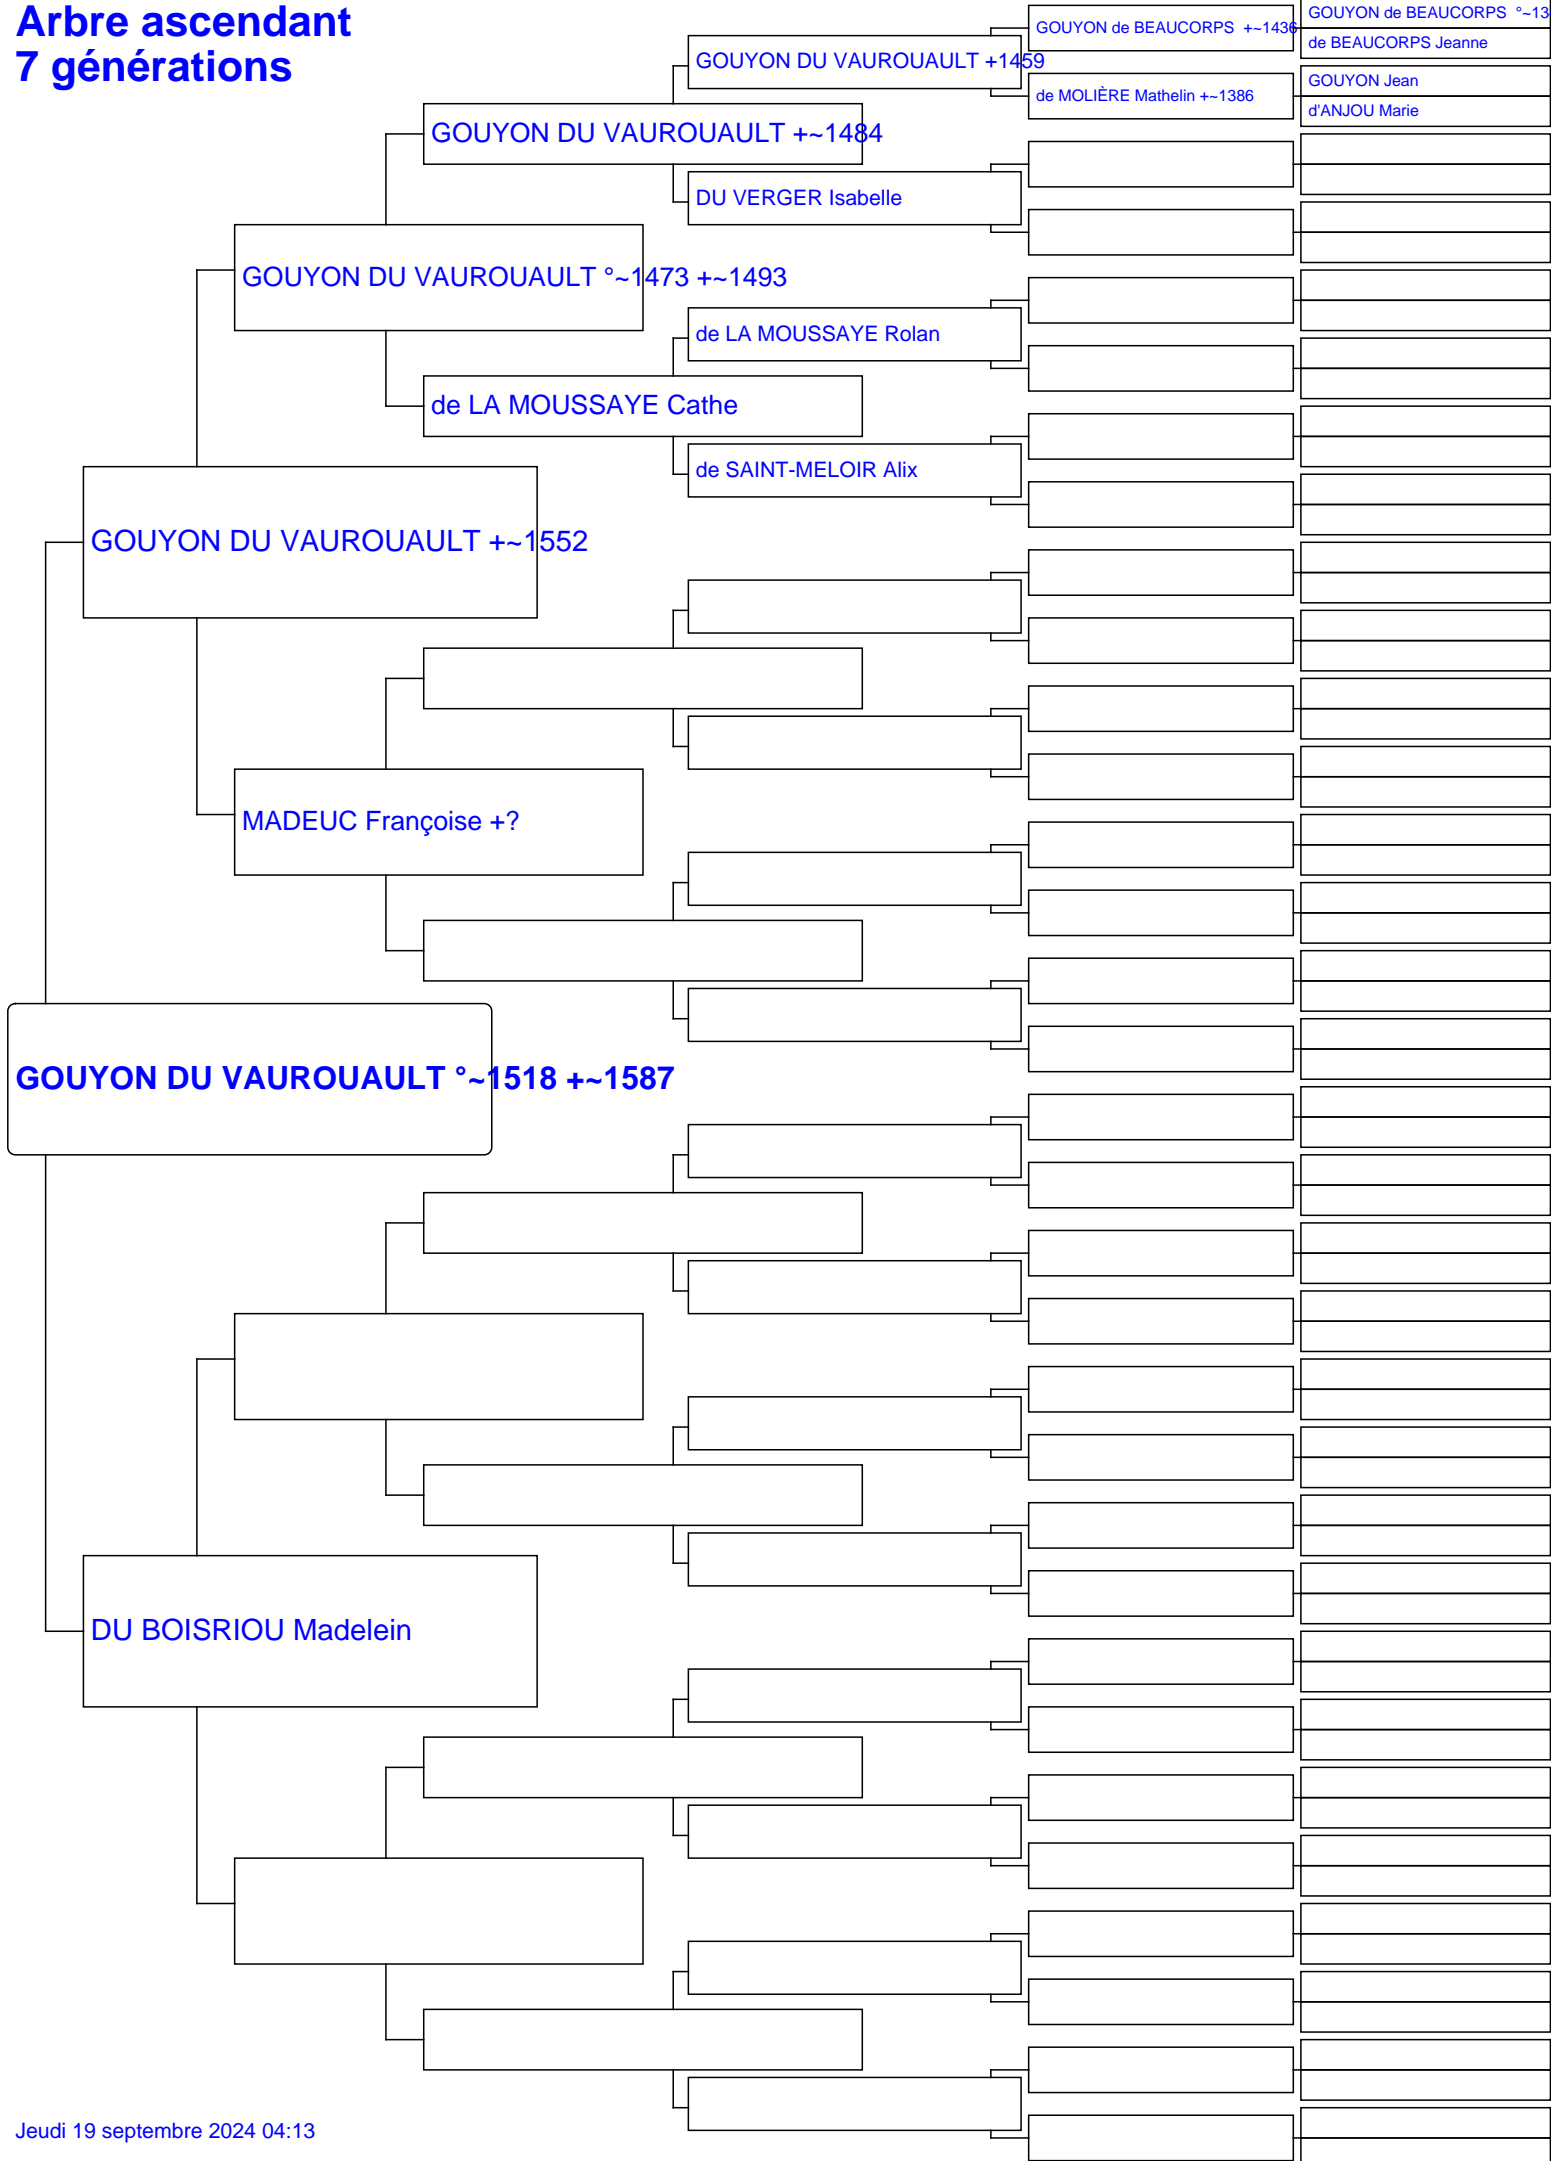 Arbre ascendant
7 générations
GOUYON de BEAUCORPS °~13
de BEAUCORPS Jeanne
GOUYON de BEAUCORPS +~1436
GOUYON DU VAUROUAULT +1459
GOUYON Jean
d'ANJOU Marie
de MOLIÈRE Mathelin +~1386
GOUYON DU VAUROUAULT +~1484
DU VERGER Isabelle
GOUYON DU VAUROUAULT °~1473 +~1493
de LA MOUSSAYE Rolan
de LA MOUSSAYE Cathe
de SAINT-MELOIR Alix
GOUYON DU VAUROUAULT +~1552
MADEUC Françoise +?
GOUYON DU VAUROUAULT °~1518 +~1587
DU BOISRIOU Madelein
Jeudi 19 septembre 2024 04:13